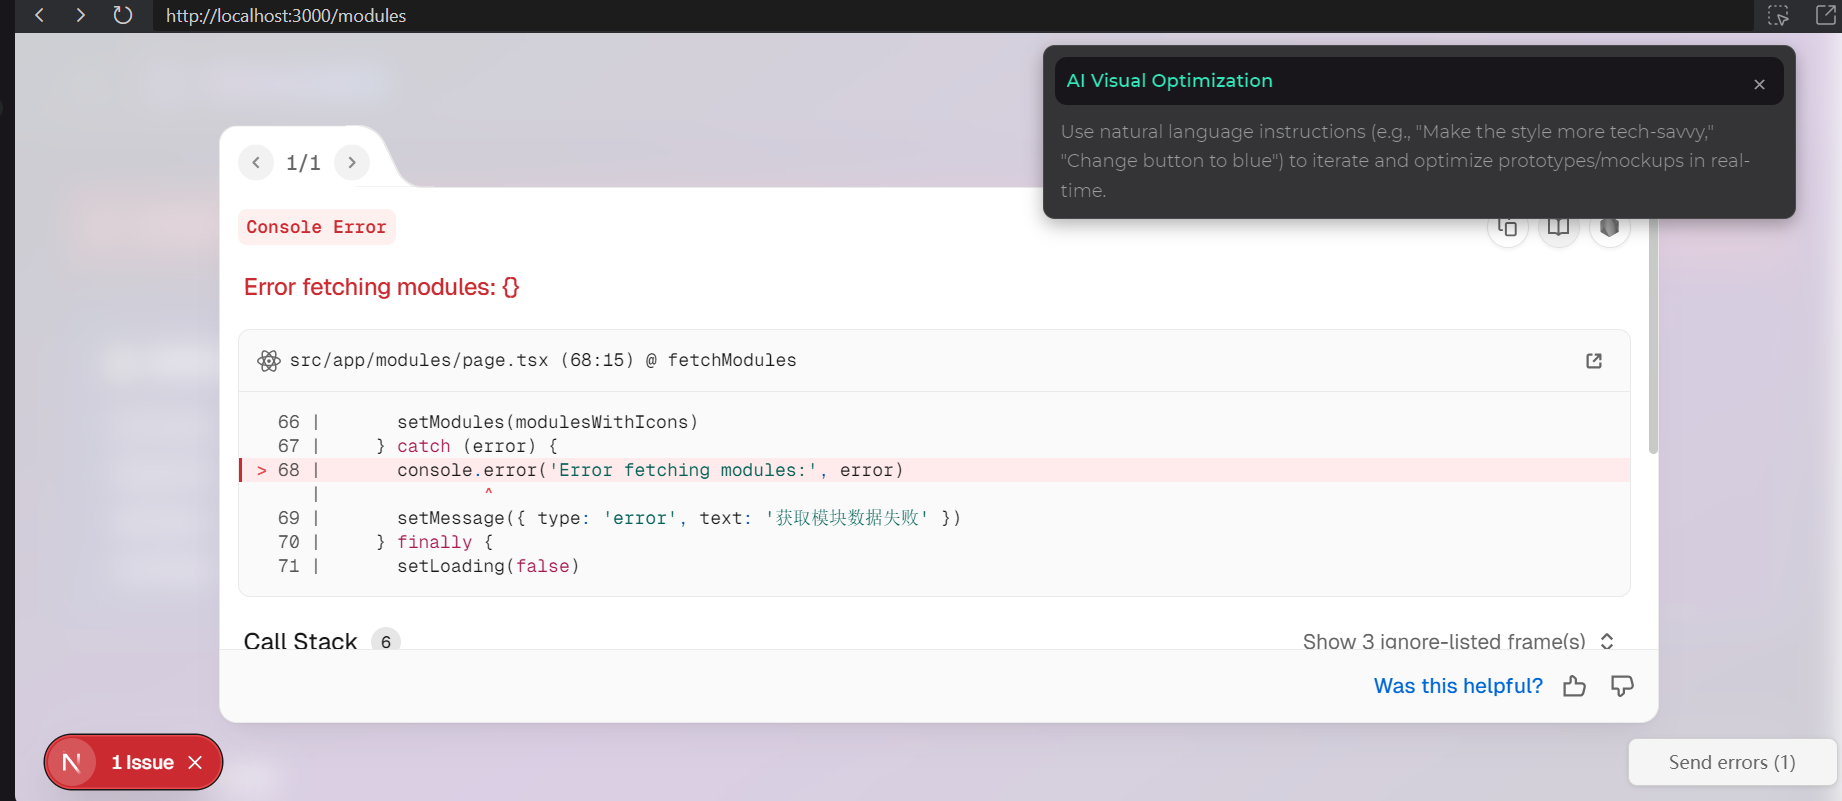 http://localhost:3000/modules
AI Visual Optimization
×
Use natural language instructions (e.g., "Make the style more tech-savvy,"
"Change button to blue") to iterate and optimize prototypes/mockups in real-
time.
1/1
Console Error
Error fetching modules: {}
src/app/modules/page.tsx (68:15) @ fetchModules
66 |       setModules(modulesWithIcons)
67 |     } catch (error) {
> 68 |       console.error('Error fetching modules:', error)
|               ^
69 |       setMessage({ type: 'error', text: '获取模块数据失败' })
70 |     } finally {
71 |       setLoading(false)
Call Stack 6
Show 3 ignore-listed frame(s)
Was this helpful?
N 1 Issue
Send errors (1)